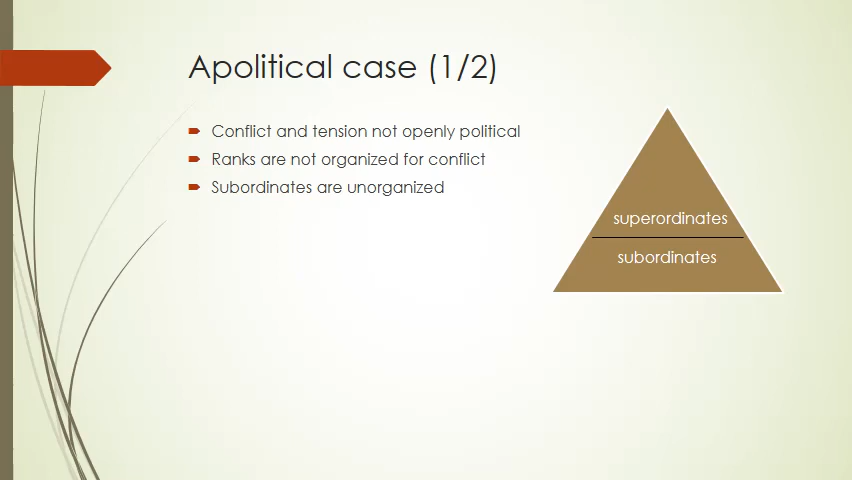 Apolitical case (1/2)
Conflict and tension not openly political
Ranks are not organized for conflict
Subordinates are unorganized
superordinates
subordinates